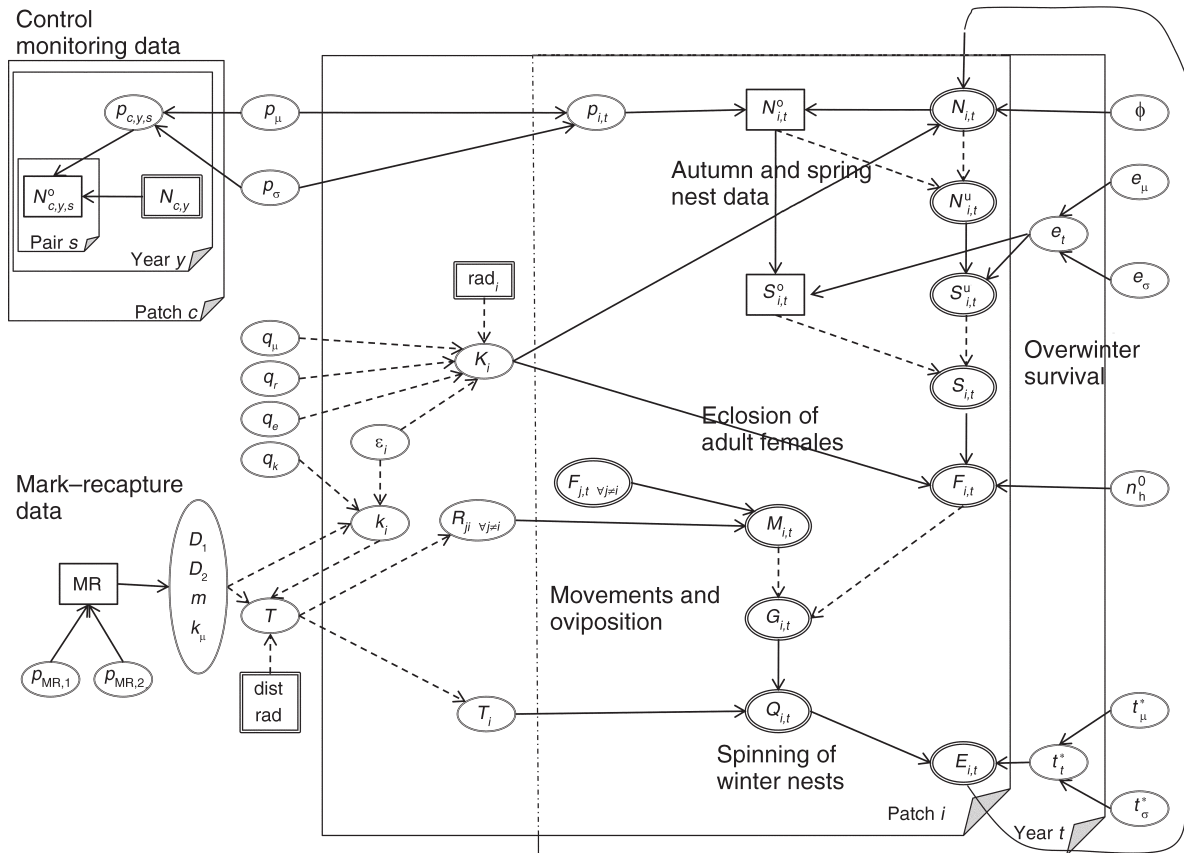 Control
monitoring data
p_{c,y,s}
p_μ
p_{i,t}
N^o_{i,t}
N_{i,t}
ϕ
p_σ
N^o_{c,y,s}
N_{c,y}
Pair s
Year y
Patch c
Autumn and spring
nest data
N^u_{i,t}
e_μ
e_t
e_σ
rad_i
S^o_{i,t}
S^u_{i,t}
q_μ
q_r
q_e
q_k
K_i
ε_i
Overwinter
survival
S_{i,t}
Eclosion of
adult females
Mark–recapture
data
F_{j,t ∀j≠i}
F_{i,t}
n^0_h
k_i
R_{ji ∀j≠i}
M_{i,t}
D_1
D_2
m
k_μ
MR
T
Movements and
oviposition
G_{i,t}
p_{MR,1}
p_{MR,2}
dist
rad
T_i
Q_{i,t}
t^*_μ
Spinning of
winter nests
E_{i,t}
t^*_t
t^*_σ
Patch i
Year t